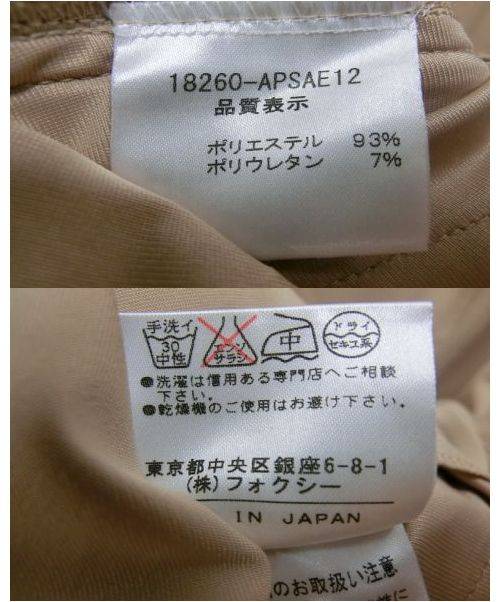 18260-APSAE12
品質表示
ポリエステル 93%
ポリウレタン 7%
手洗イ
30
中性
エンソ
サラシ
中
ドライ
セキユ系
●洗濯は信用ある専門店へご相談
下さい。
●乾燥機のご使用はお避け下さい。
東京都中央区銀座6-8-1
(株)フォクシー
IN JAPAN
のお取扱い注意